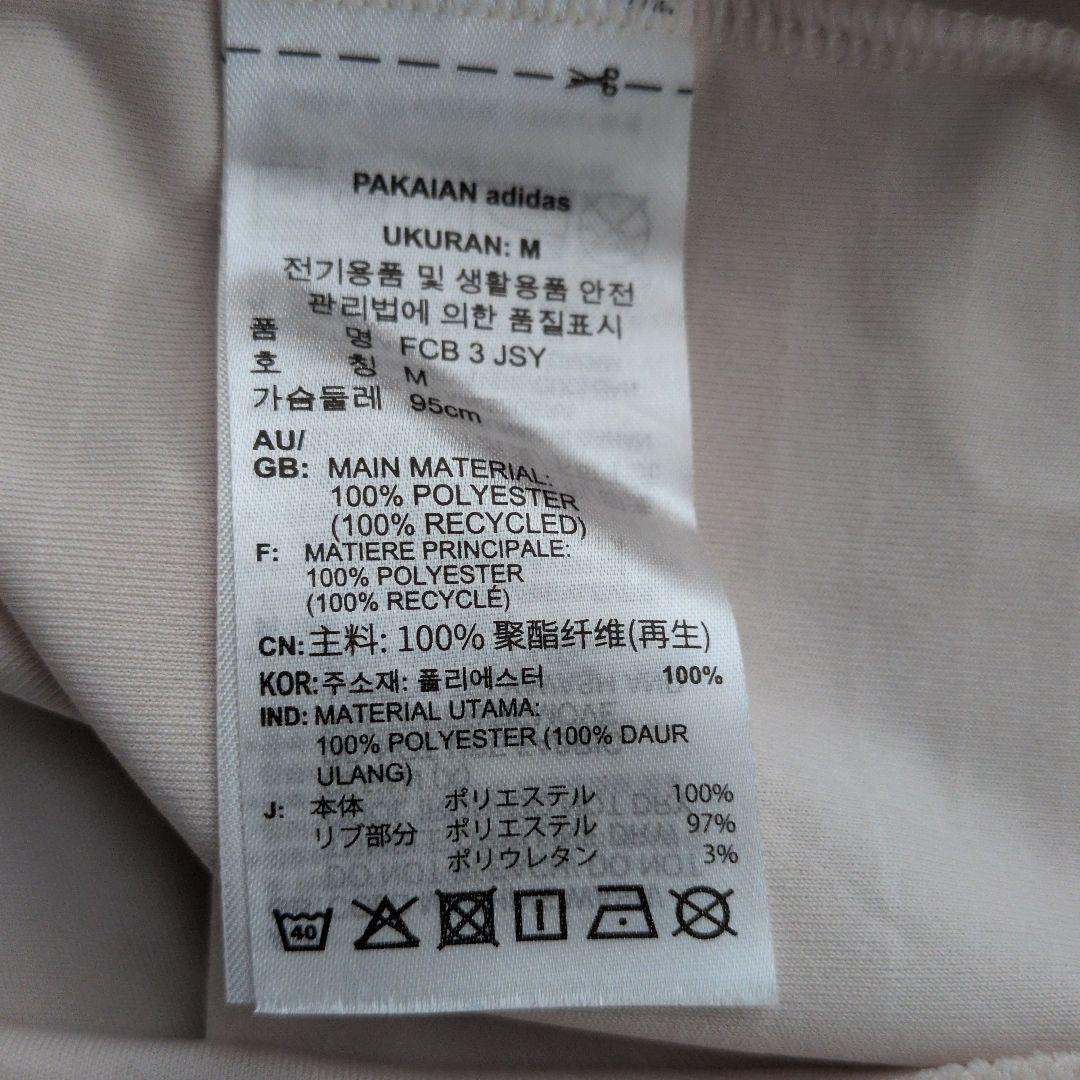 PAKAIAN adidas
UKURAN: M
전기용품 및 생활용품 안전
관리법에 의한 품질표시
품 명 FCB 3 JSY
호 칭 M
가슴둘레 95cm
AU/
GB: MAIN MATERIAL:
100% POLYESTER
(100% RECYCLED)
F: MATIERE PRINCIPALE:
100% POLYESTER
(100% RECYCLÉ)
CN: 主料: 100% 聚酯纤维(再生)
KOR: 주소재: 폴리에스터 100%
IND: MATERIAL UTAMA:
100% POLYESTER (100% DAUR
ULANG)
J: 本体 ポリエステル 100%
リブ部分 ポリエステル 97%
ポリウレタン 3%
40